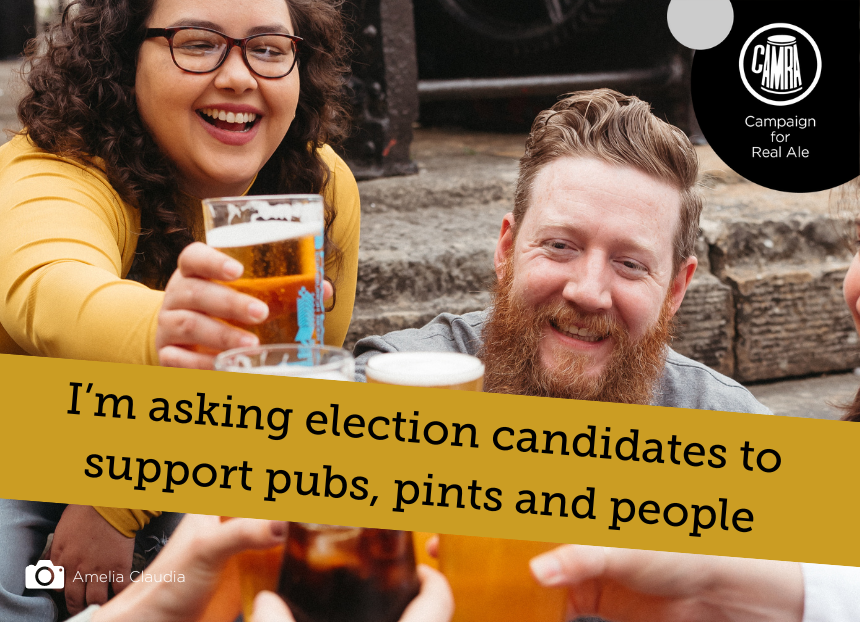 CAMRA
Campaign
for
Real Ale
I'm asking election candidates to
support pubs, pints and people
Amelia Claudia